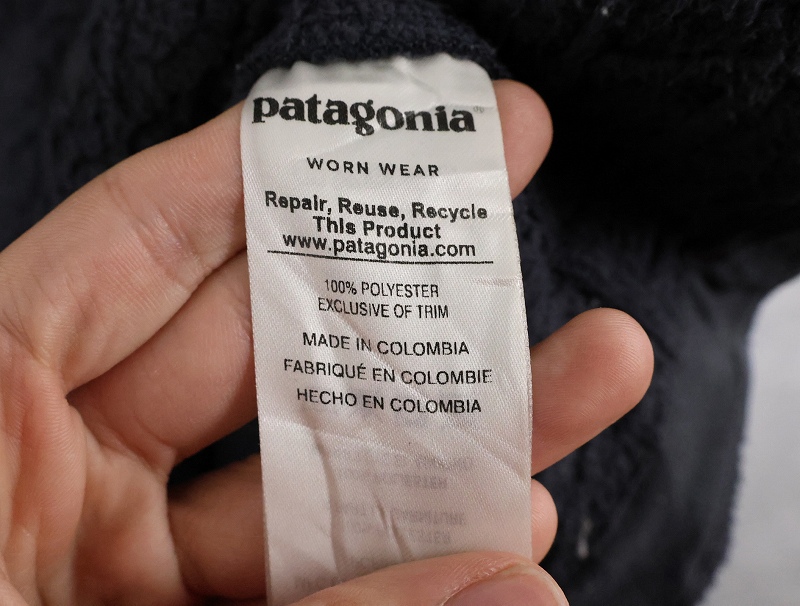 patagonia
WORN WEAR
Repair, Reuse, Recycle
This Product
www.patagonia.com
100% POLYESTER
EXCLUSIVE OF TRIM
MADE IN COLOMBIA
FABRIQUÉ EN COLOMBIE
HECHO EN COLOMBIA